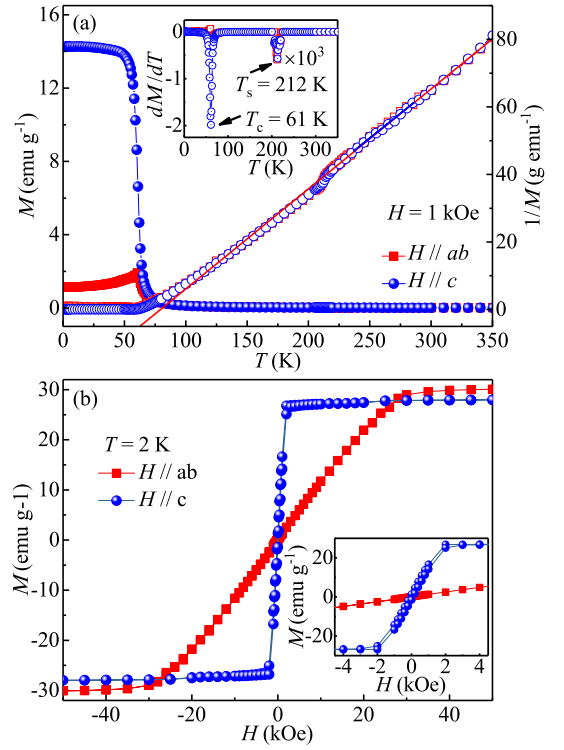 (a)
16
12
8
4
0
M (emu g⁻¹)
0
-1
-2
dM/dT
×10³
Tₛ = 212 K
T_c = 61 K
0 100 200 300
T (K)
80
60
40
20
0
1/M (g emu⁻¹)
H = 1 kOe
H // ab
H // c
0 50 100 150 200 250 300 350
T (K)
(b)
30
20
10
0
-10
-20
-30
M (emu g-1)
T = 2 K
H // ab
H // c
20
0
-20
M (emu g⁻¹)
-4 -2 0 2 4
H (kOe)
-40 -20 0 20 40
H (kOe)